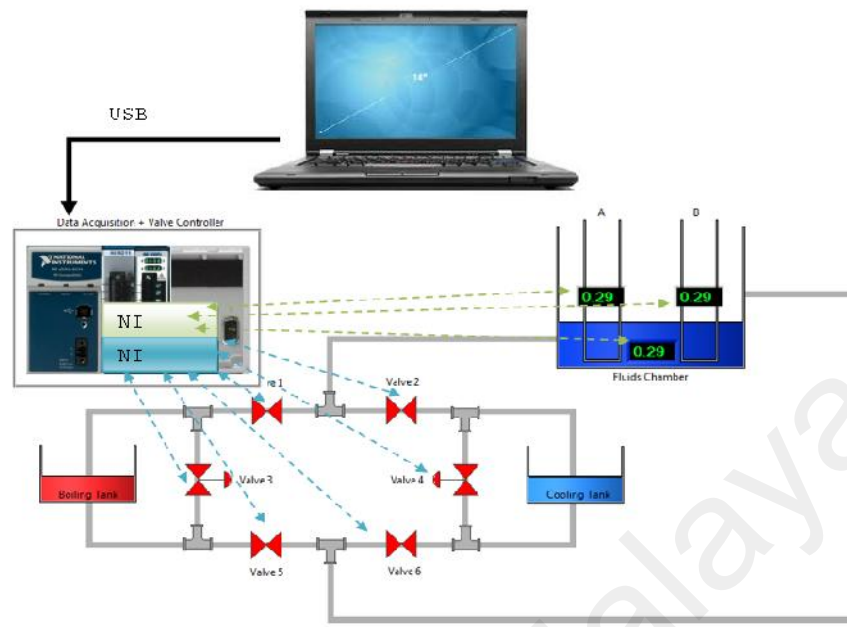 14"
USB
Data Acquisition + Valve Controller
NATIONAL
INSTRUMENTS
NI
NI
A
B
0.29
0.29
0.29
Fluids Chamber
Valve 2
Valve 3
Valve 4
Boiling Tank
Cooling Tank
Valve 5
Valve 6